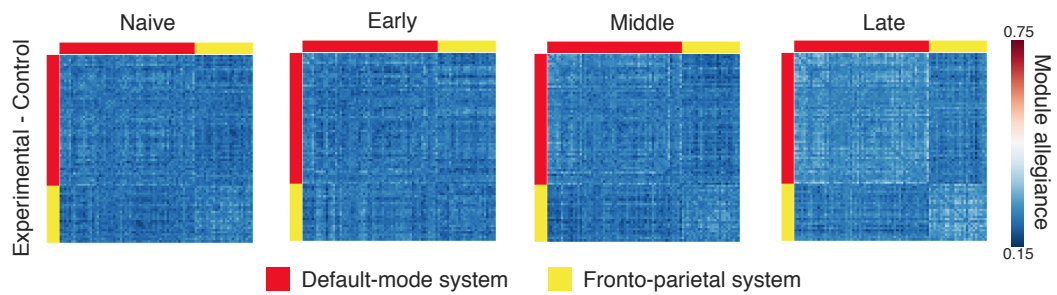 Naive
Early
Middle
Late
Experimental - Control
0.75
Module allegiance
0.15
Default-mode system
Fronto-parietal system